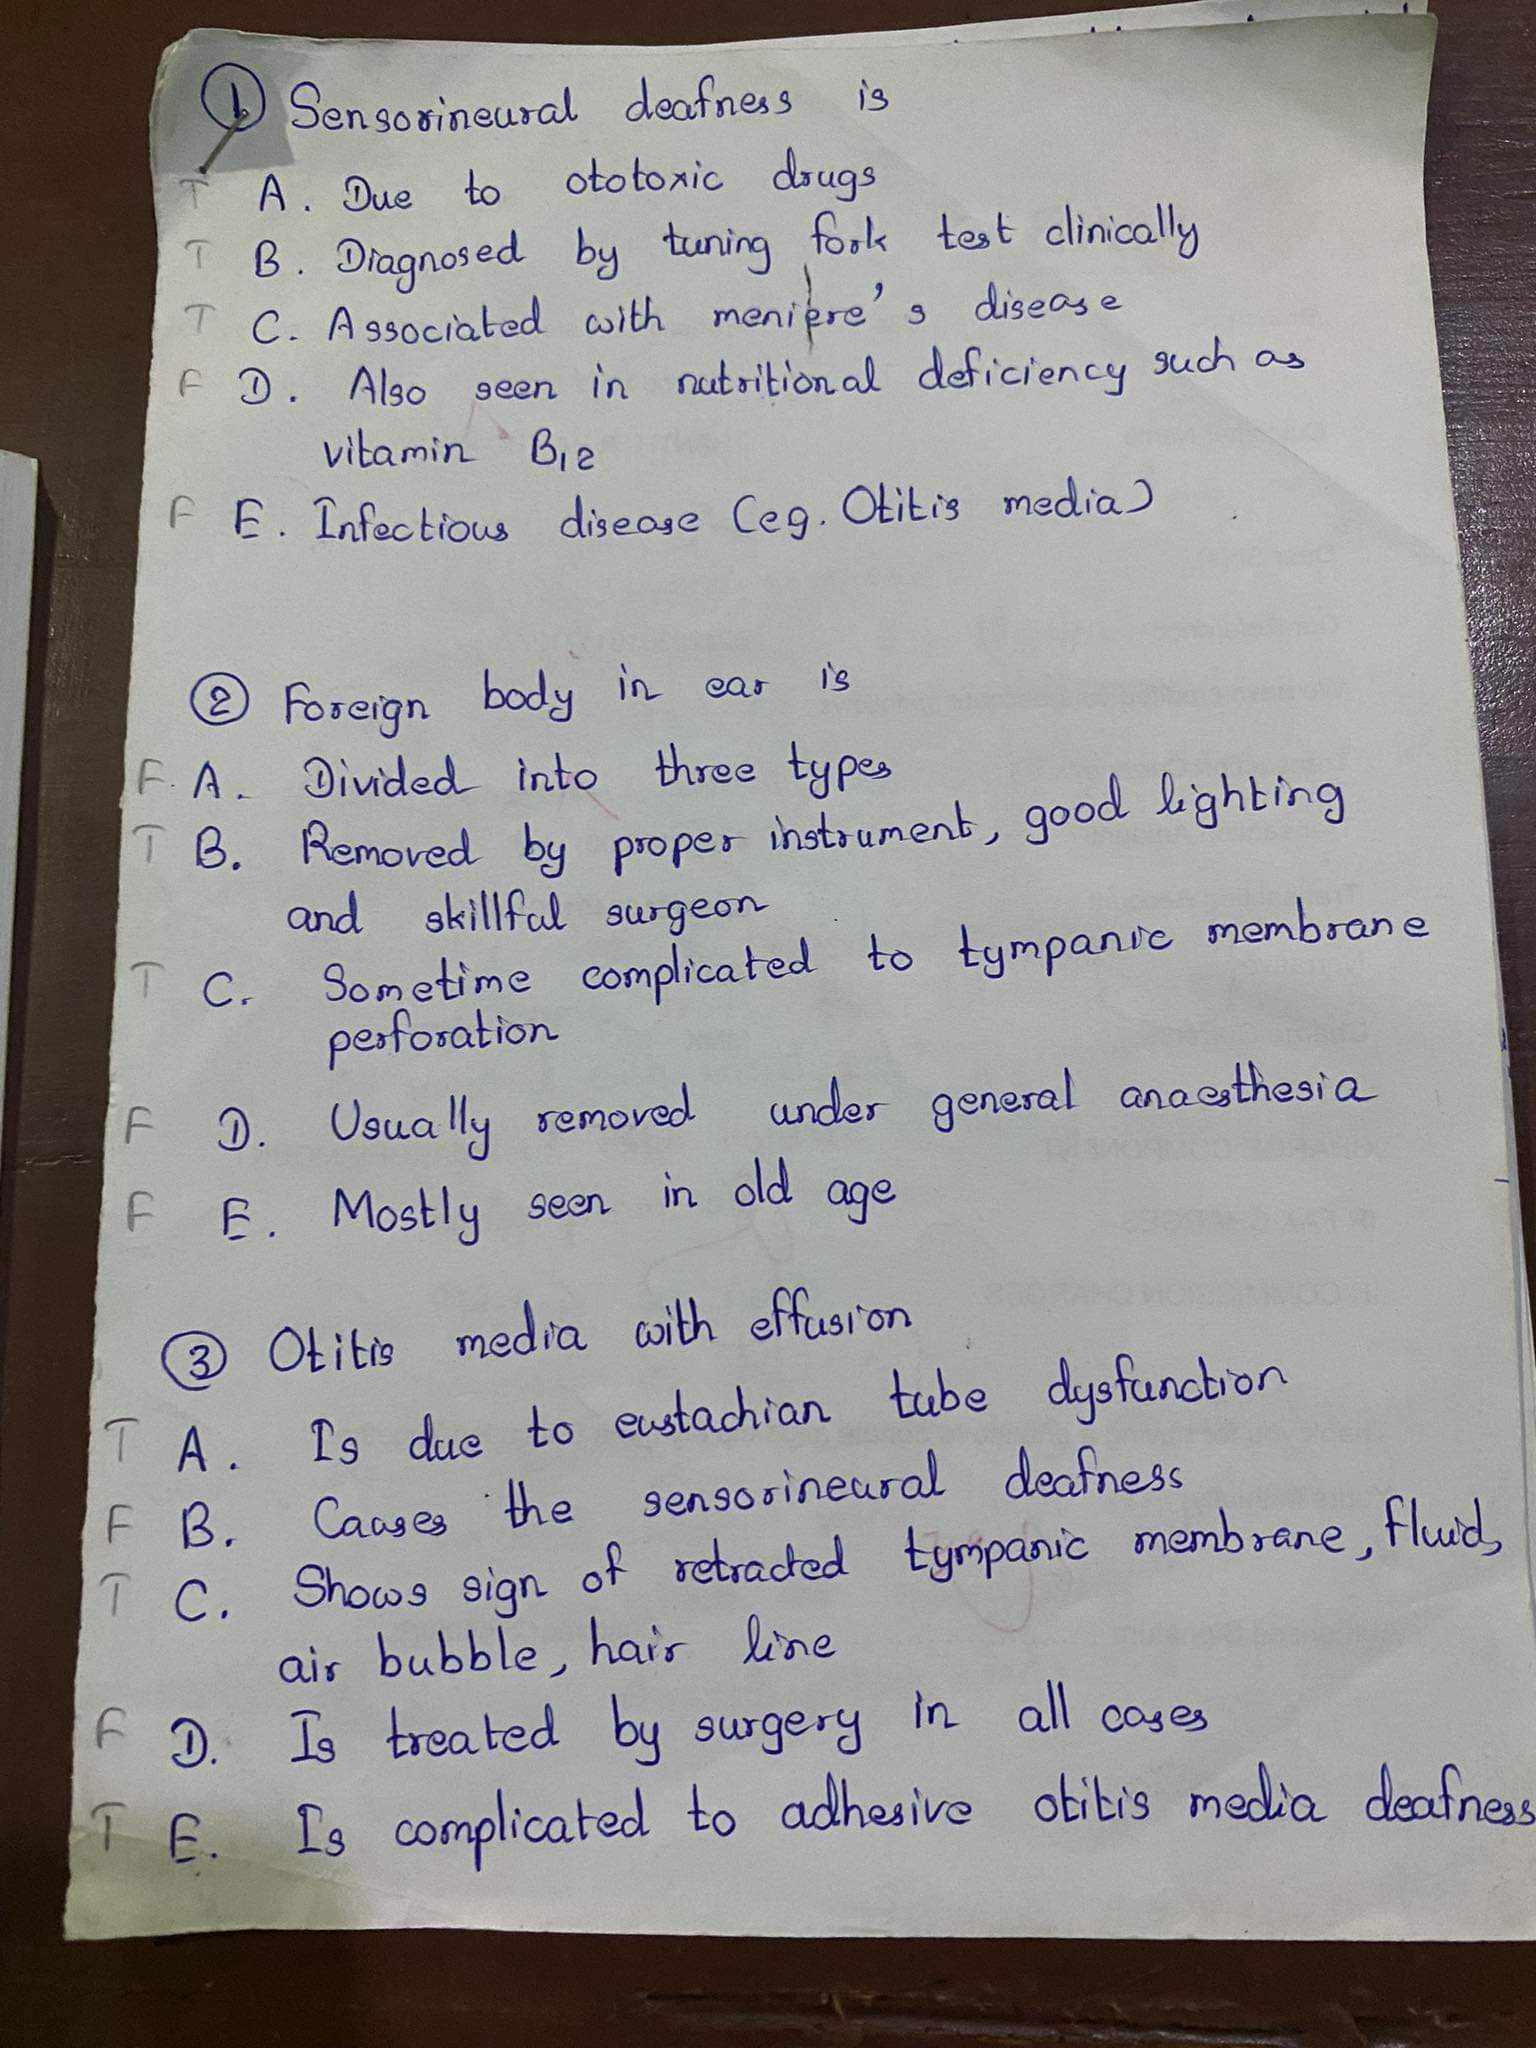 ① Sensorineural deafness is
T A. Due to ototoxic drugs
T B. Diagnosed by tuning fork test clinically
T C. Associated with meniere's disease
F D. Also seen in nutritional deficiency such as
vitamin B12
F E. Infectious disease (eg. Otitis media)
② Foreign body in ear is
F. A. Divided into three types
T B. Removed by proper instrument, good lighting
and skillful surgeon
T C. Sometime complicated to tympanic membrane
perforation
F D. Usually removed under general anaesthesia
F E. Mostly seen in old age
③ Otitis media with effusion
T A. Is due to eustachian tube dysfunction
F B. Causes the sensorineural deafness
T C. Shows sign of retracted tympanic membrane, fluid,
air bubble, hair line
F D. Is treated by surgery in all cases
T E. Is complicated to adhesive otitis media deafness